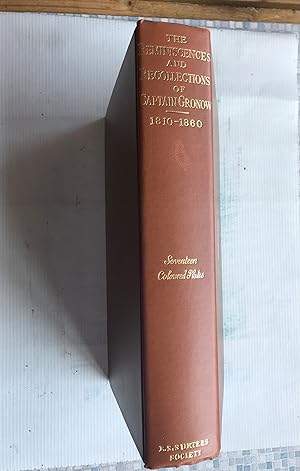 THE
REMINISCENCES
AND
RECOLLECTIONS
OF
CAPTAIN GRONOW
1810-1860
Seventeen
Coloured Plates
R.S. SURTEES
SOCIETY